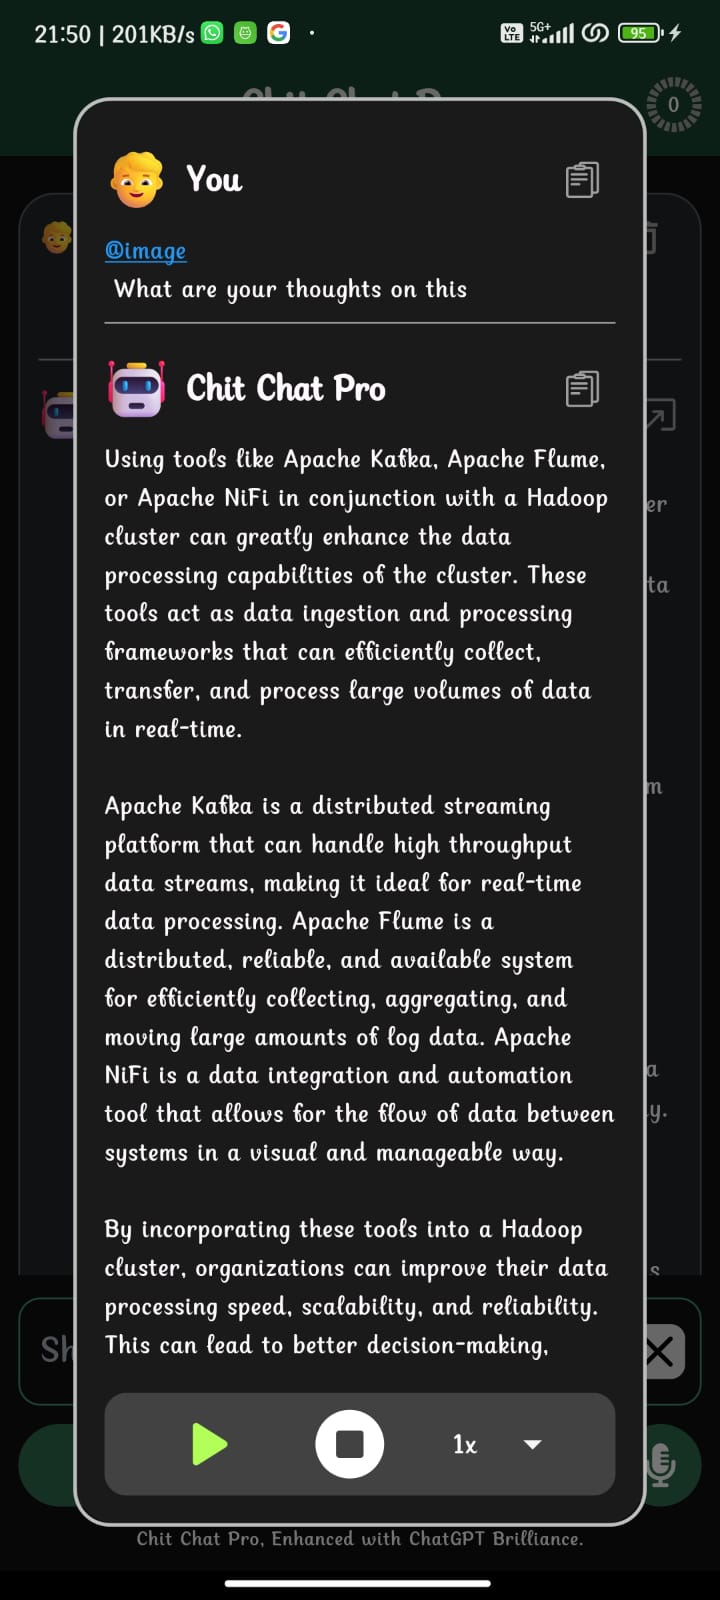 21:50 | 201KB/s
Vo LTE 5G+ 95
0
You
@image
What are your thoughts on this
Chit Chat Pro
Using tools like Apache Kafka, Apache Flume,
or Apache NiFi in conjunction with a Hadoop
cluster can greatly enhance the data
processing capabilities of the cluster. These
tools act as data ingestion and processing
frameworks that can efficiently collect,
transfer, and process large volumes of data
in real-time.
Apache Kafka is a distributed streaming
platform that can handle high throughput
data streams, making it ideal for real-time
data processing. Apache Flume is a
distributed, reliable, and available system
for efficiently collecting, aggregating, and
moving large amounts of log data. Apache
NiFi is a data integration and automation
tool that allows for the flow of data between
systems in a visual and manageable way.
By incorporating these tools into a Hadoop
cluster, organizations can improve their data
processing speed, scalability, and reliability.
This can lead to better decision-making,
1x
Chit Chat Pro, Enhanced with ChatGPT Brilliance.